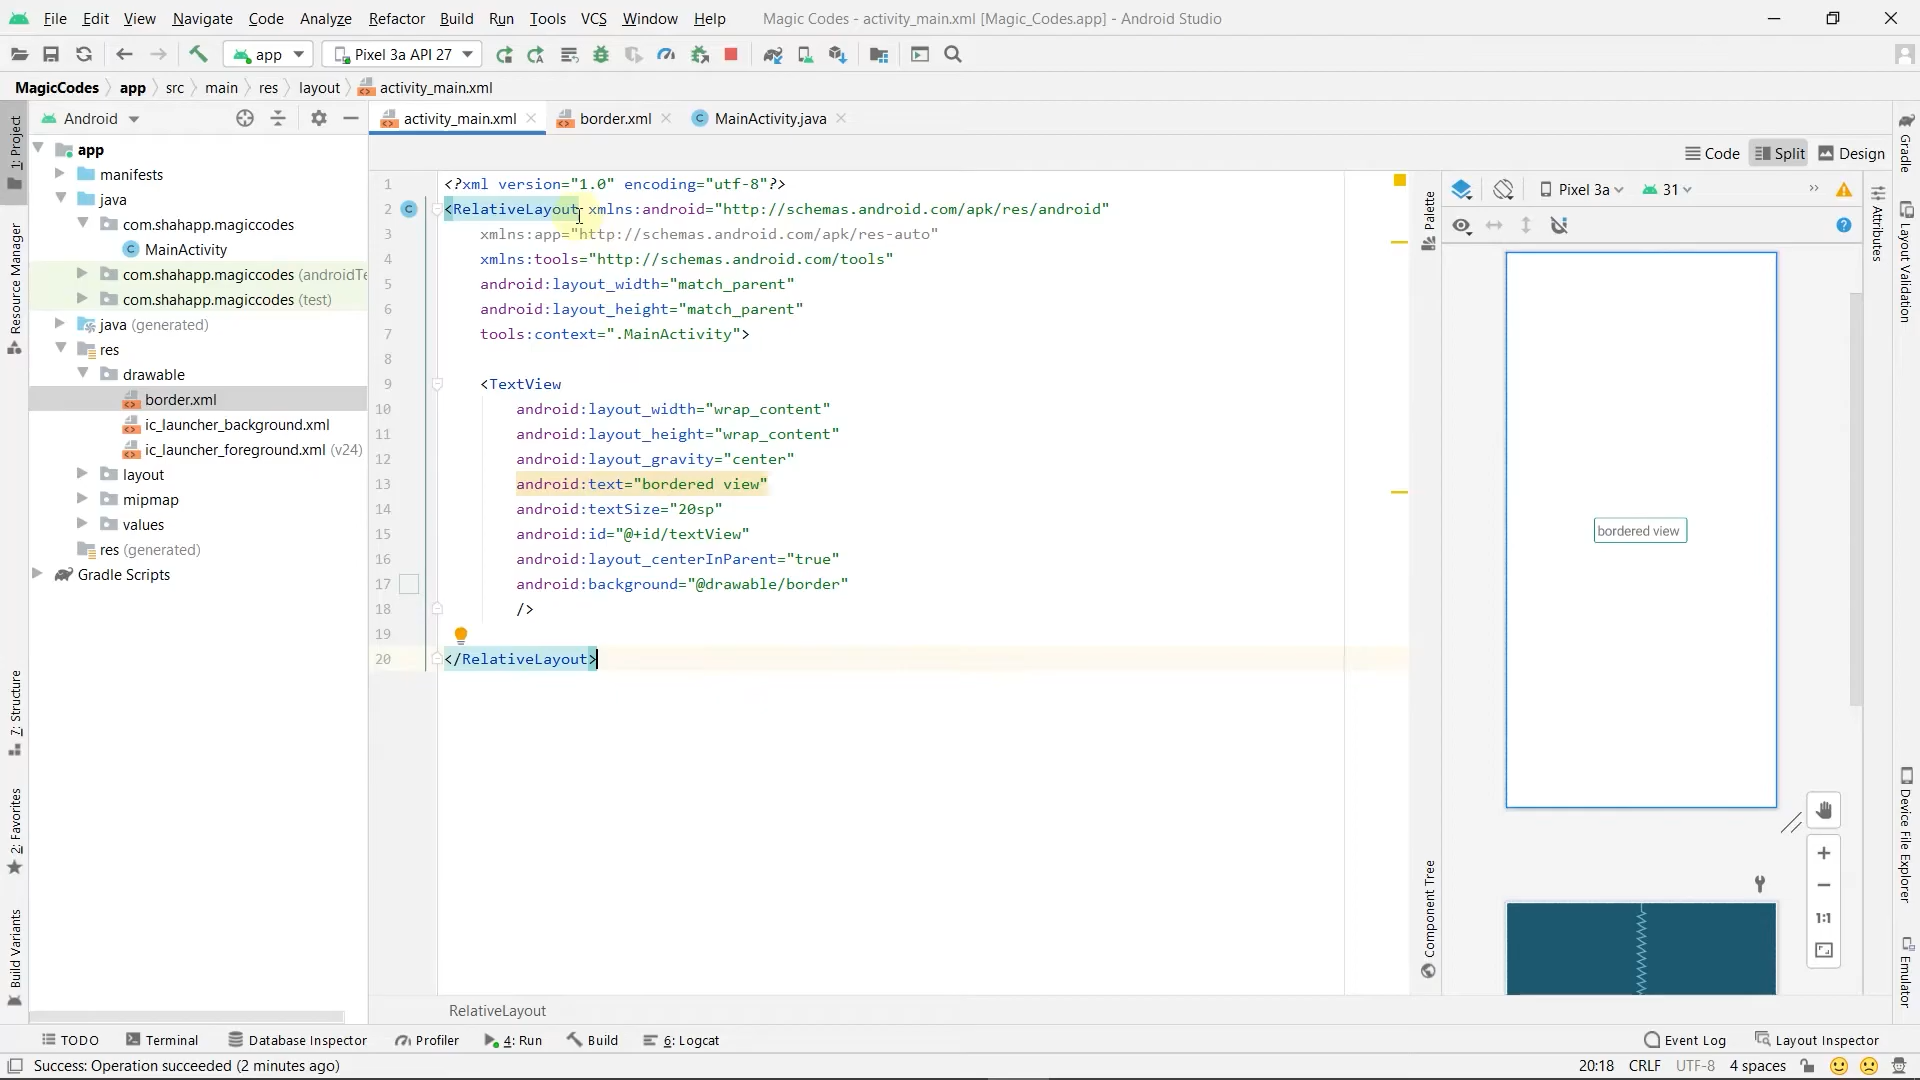 File Edit View Navigate Code Analyze Refactor Build Run Tools VCS Window Help Magic Codes - activity_main.xml [Magic_Codes.app] - Android Studio
app Pixel 3a API 27
MagicCodes app src main res layout activity_main.xml
1: Project
Resource Manager
7: Structure
2: Favorites
Build Variants
Android
app
manifests
java
com.shahapp.magiccodes
MainActivity
com.shahapp.magiccodes (androidTe
com.shahapp.magiccodes (test)
java (generated)
res
drawable
border.xml
ic_launcher_background.xml
ic_launcher_foreground.xml (v24)
layout
mipmap
values
res (generated)
Gradle Scripts
activity_main.xml border.xml MainActivity.java
Code Split Design
1 <?xml version="1.0" encoding="utf-8"?>
2 <RelativeLayout xmlns:android="http://schemas.android.com/apk/res/android"
3 xmlns:app="http://schemas.android.com/apk/res-auto"
4 xmlns:tools="http://schemas.android.com/tools"
5 android:layout_width="match_parent"
6 android:layout_height="match_parent"
7 tools:context=".MainActivity">
8
9 <TextView
10 android:layout_width="wrap_content"
11 android:layout_height="wrap_content"
12 android:layout_gravity="center"
13 android:text="bordered view"
14 android:textSize="20sp"
15 android:id="@+id/textView"
16 android:layout_centerInParent="true"
17 android:background="@drawable/border"
18 />
19
20 </RelativeLayout>
RelativeLayout
Palette
Component Tree
Pixel 3a 31
bordered view
1:1
Attributes
Gradle
Layout Validation
Device File Explorer
Emulator
TODO Terminal Database Inspector Profiler 4: Run Build 6: Logcat Event Log Layout Inspector
Success: Operation succeeded (2 minutes ago) 20:18 CRLF UTF-8 4 spaces